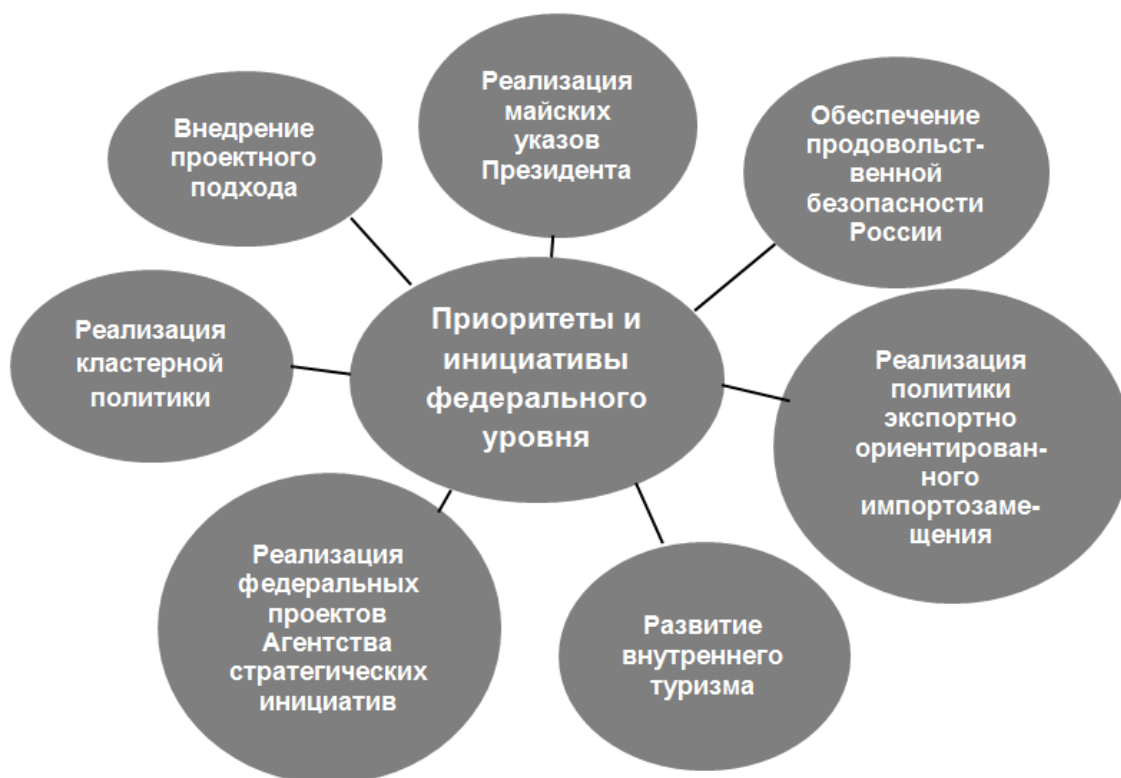 Реализация
майских
указов
Президента
Обеспечение
продовольст-
венной
безопасности
России
Реализация
политики
экспортно
ориентирован-
ного
импортозаме-
щения
Развитие
внутреннего
туризма
Реализация
федеральных
проектов
Агентства
стратегических
инициатив
Реализация
кластерной
политики
Внедрение
проектного
подхода
Приоритеты и
инициативы
федерального
уровня